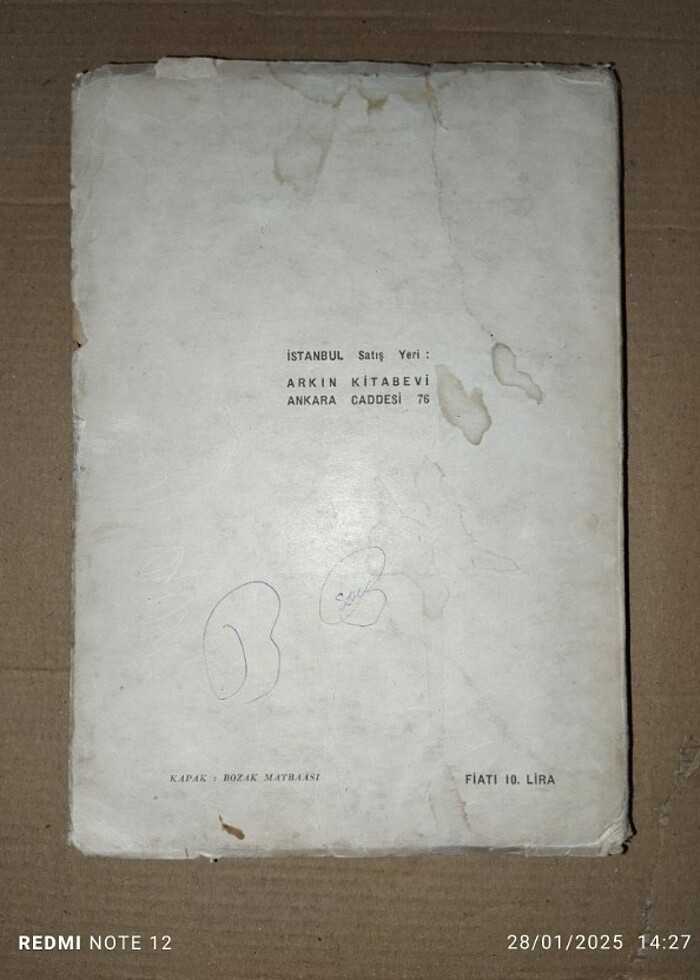 İSTANBUL Satış Yeri :
ARKIN KİTABEVİ
ANKARA CADDESİ 76
KAPAK : BOZAK MATBAASI
FİATI 10. LİRA
REDMI NOTE 12
28/01/2025 14:27